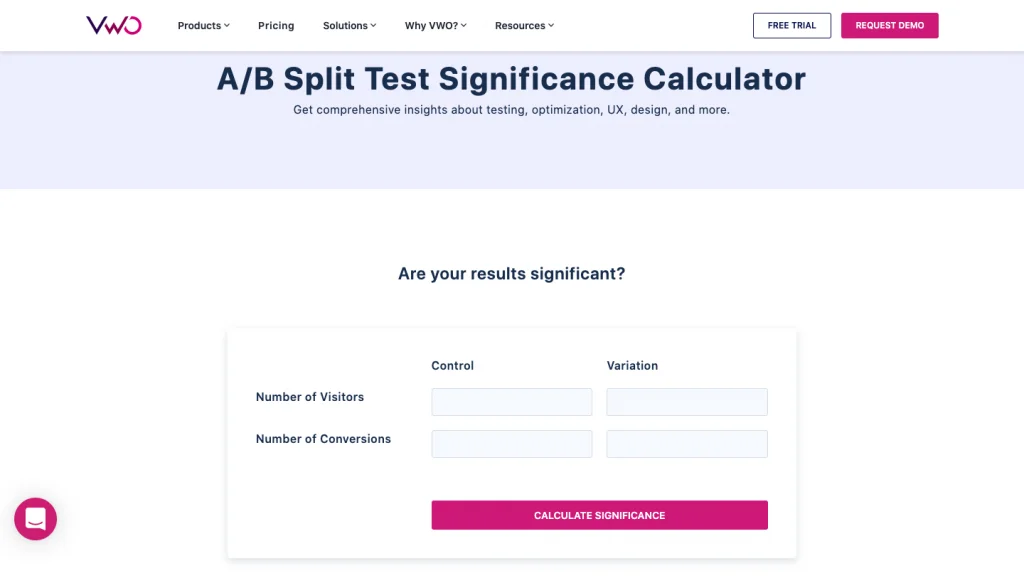 VWO Products Pricing Solutions Why VWO? Resources FREE TRIAL REQUEST DEMO
A/B Split Test Significance Calculator
Get comprehensive insights about testing, optimization, UX, design, and more.
Are your results significant?
Control Variation
Number of Visitors
Number of Conversions
CALCULATE SIGNIFICANCE